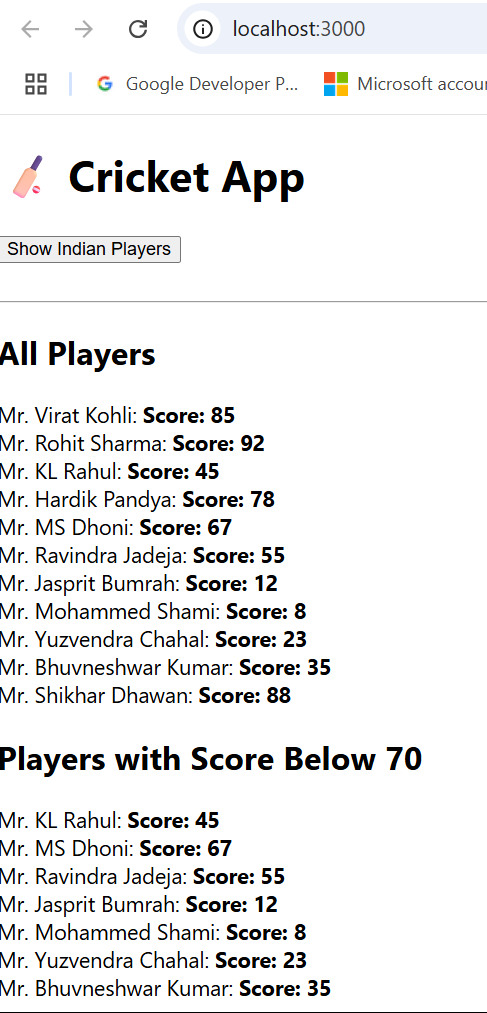 localhost:3000
Google Developer P...
Microsoft accou
Cricket App
Show Indian Players
All Players
Mr. Virat Kohli: Score: 85
Mr. Rohit Sharma: Score: 92
Mr. KL Rahul: Score: 45
Mr. Hardik Pandya: Score: 78
Mr. MS Dhoni: Score: 67
Mr. Ravindra Jadeja: Score: 55
Mr. Jasprit Bumrah: Score: 12
Mr. Mohammed Shami: Score: 8
Mr. Yuzvendra Chahal: Score: 23
Mr. Bhuvneshwar Kumar: Score: 35
Mr. Shikhar Dhawan: Score: 88
Players with Score Below 70
Mr. KL Rahul: Score: 45
Mr. MS Dhoni: Score: 67
Mr. Ravindra Jadeja: Score: 55
Mr. Jasprit Bumrah: Score: 12
Mr. Mohammed Shami: Score: 8
Mr. Yuzvendra Chahal: Score: 23
Mr. Bhuvneshwar Kumar: Score: 35